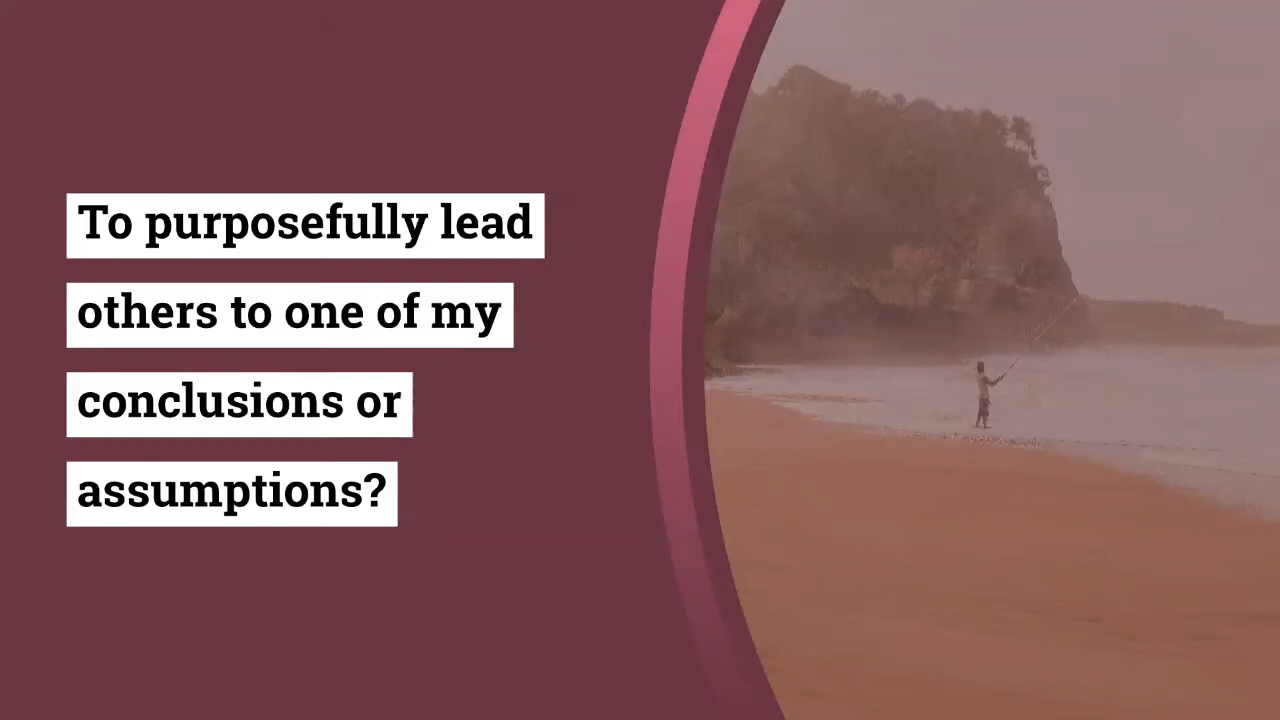 To purposefully lead
others to one of my
conclusions or
assumptions?